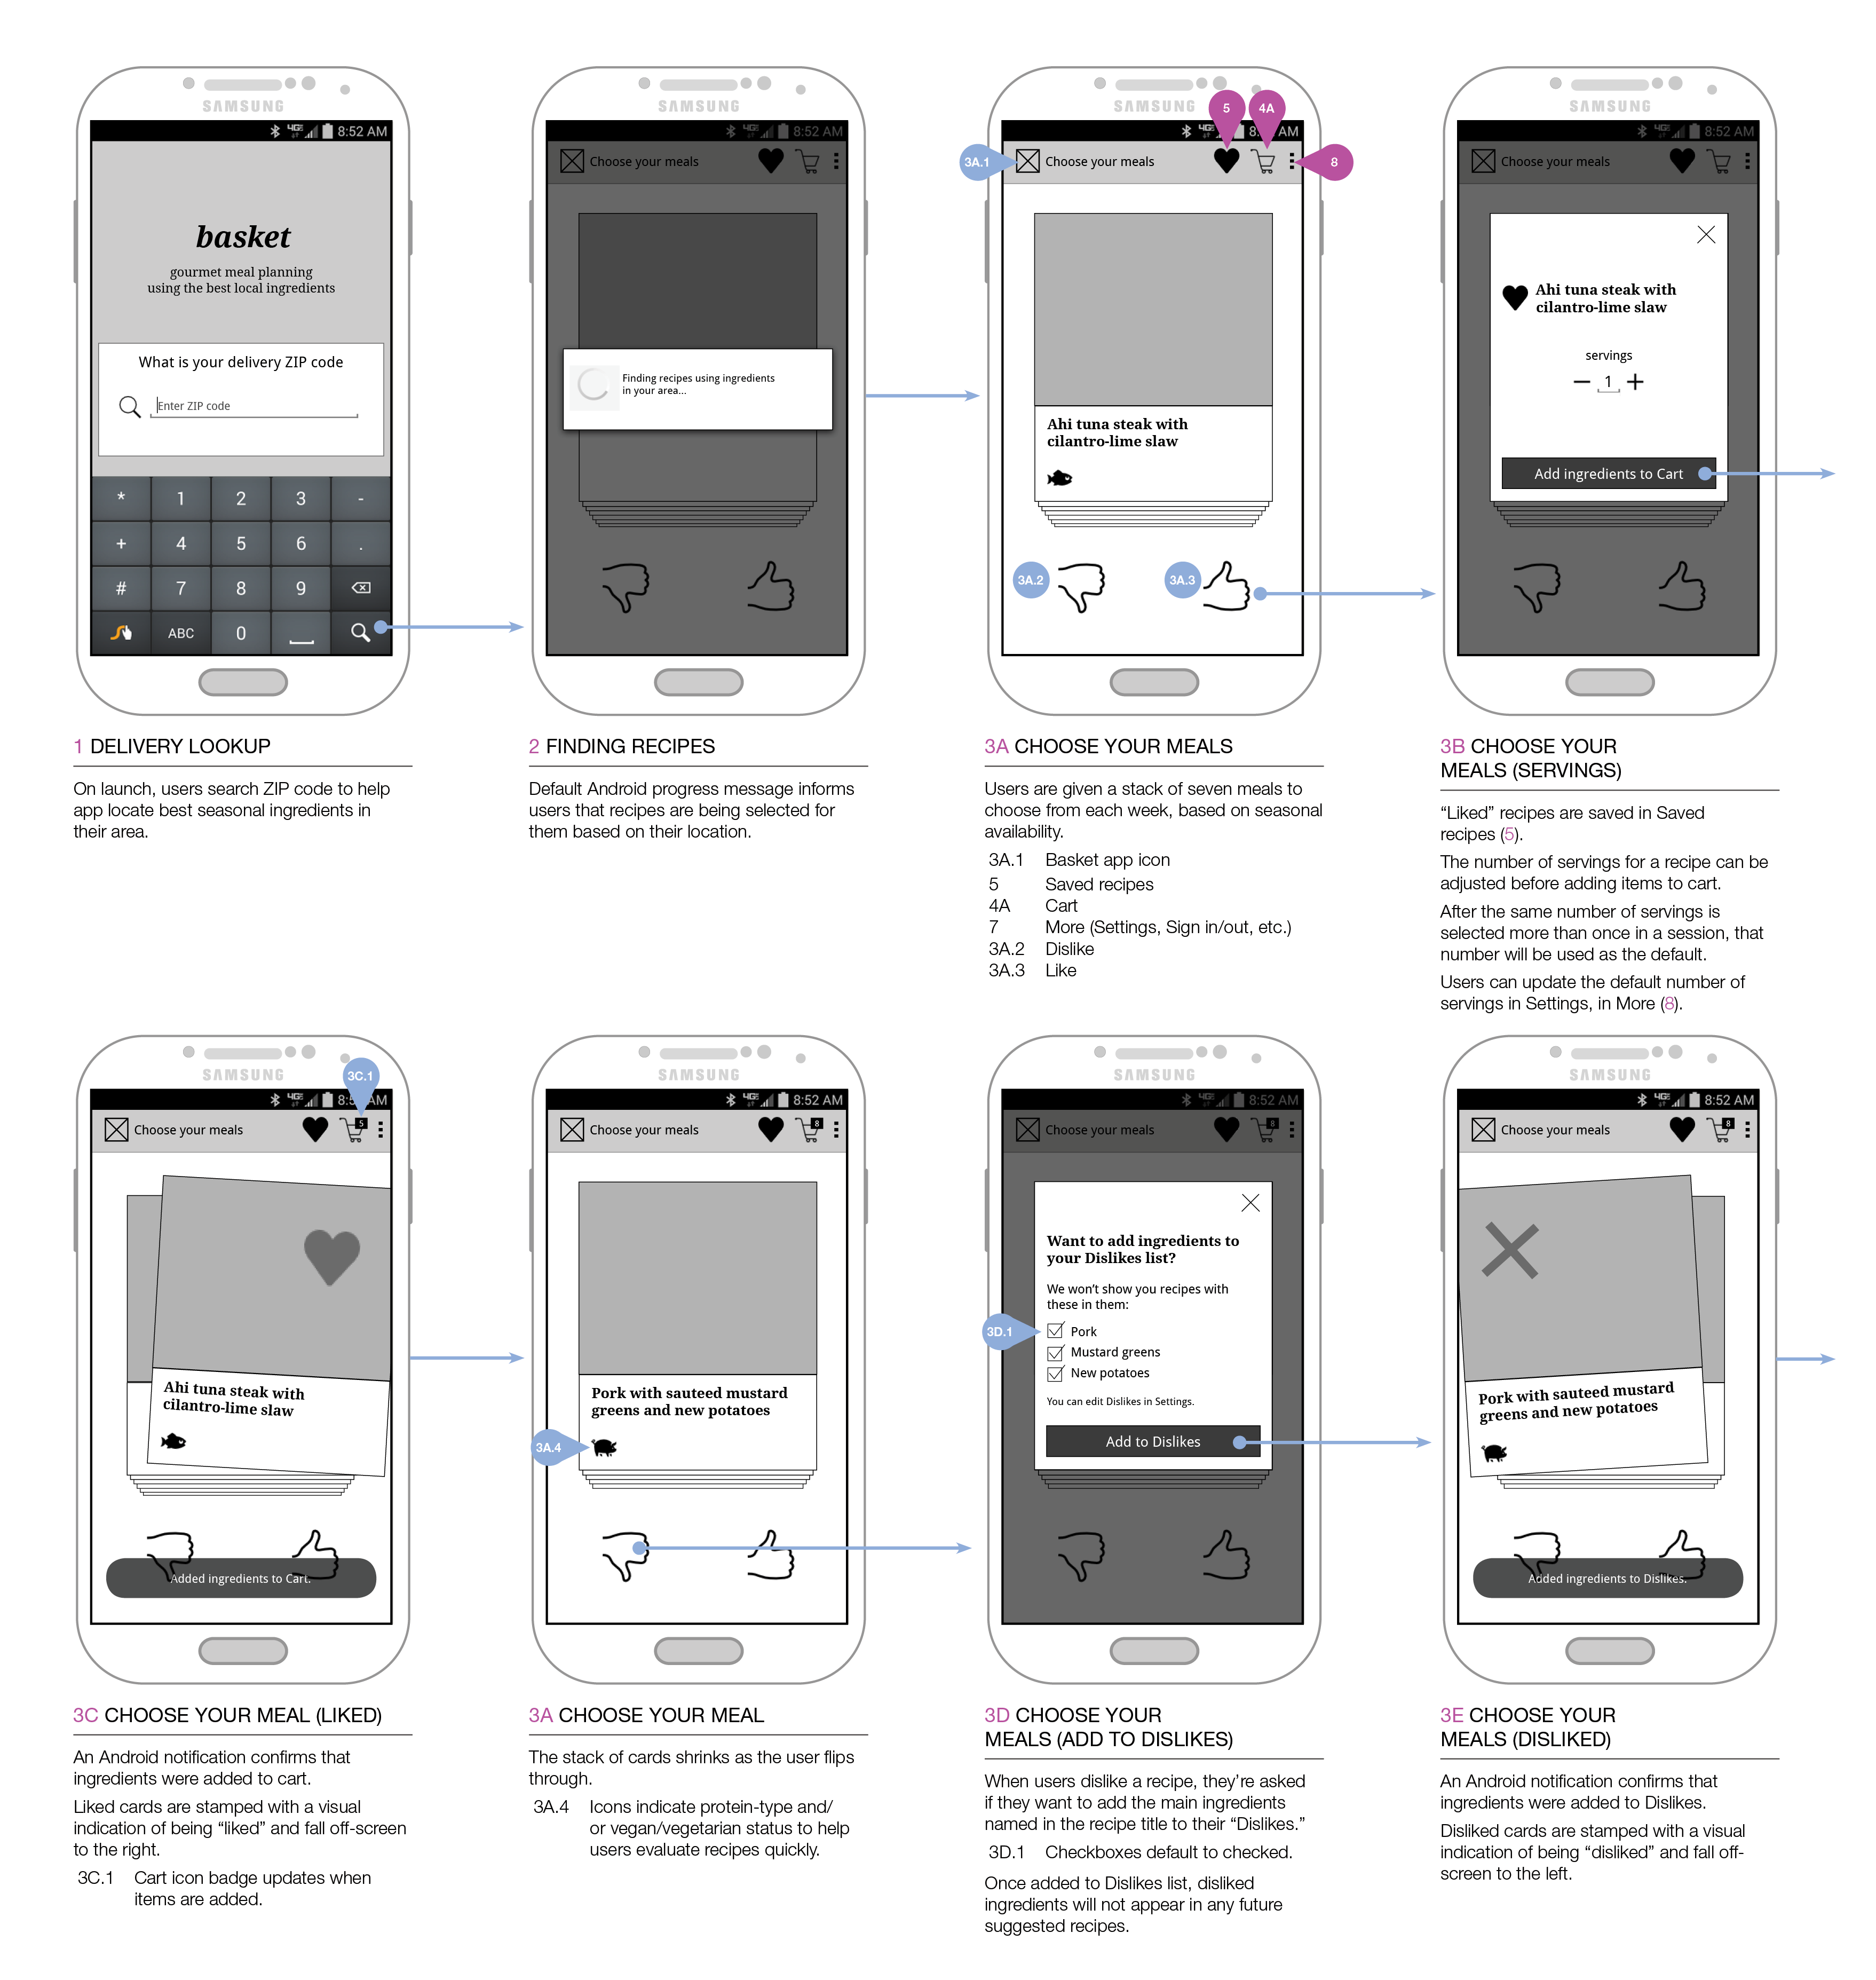 SAMSUNG
8:52 AM
basket
gourmet meal planning
using the best local ingredients
What is your delivery ZIP code
Enter ZIP code
* 1 2 3 -
+ 4 5 6 .
# 7 8 9
ABC 0
1 DELIVERY LOOKUP
On launch, users search ZIP code to help
app locate best seasonal ingredients in
their area.
SAMSUNG
4G 8:52 AM
Choose your meals
Finding recipes using ingredients
in your area...
2 FINDING RECIPES
Default Android progress message informs
users that recipes are being selected for
them based on their location.
SAMSUNG
5
4A
AM
3A.1
Choose your meals
8
Ahi tuna steak with
cilantro-lime slaw
3A.2
3A.3
3A CHOOSE YOUR MEALS
Users are given a stack of seven meals to
choose from each week, based on seasonal
availability.
3A.1 Basket app icon
5 Saved recipes
4A Cart
7 More (Settings, Sign in/out, etc.)
3A.2 Dislike
3A.3 Like
SAMSUNG
4G 8:52 AM
Choose your meals
Ahi tuna steak with
cilantro-lime slaw
servings
1
Add ingredients to Cart
3B CHOOSE YOUR
MEALS (SERVINGS)
“Liked” recipes are saved in Saved
recipes (5).
The number of servings for a recipe can be
adjusted before adding items to cart.
After the same number of servings is
selected more than once in a session, that
number will be used as the default.
Users can update the default number of
servings in Settings, in More (8).
SAMSUNG
3C.1
AM
Choose your meals
5
Ahi tuna steak with
cilantro-lime slaw
Added ingredients to Cart.
3C CHOOSE YOUR MEAL (LIKED)
An Android notification confirms that
ingredients were added to cart.
Liked cards are stamped with a visual
indication of being “liked” and fall off-screen
to the right.
3C.1 Cart icon badge updates when
items are added.
SAMSUNG
4G 8:52 AM
Choose your meals
8
Pork with sauteed mustard
greens and new potatoes
3A.4
3A CHOOSE YOUR MEAL
The stack of cards shrinks as the user flips
through.
3A.4 Icons indicate protein-type and/
or vegan/vegetarian status to help
users evaluate recipes quickly.
SAMSUNG
4G 8:52 AM
Choose your meals
8
Want to add ingredients to
your Dislikes list?
We won’t show you recipes with
these in them:
3D.1
Pork
Mustard greens
New potatoes
You can edit Dislikes in Settings.
Add to Dislikes
3D CHOOSE YOUR
MEALS (ADD TO DISLIKES)
When users dislike a recipe, they’re asked
if they want to add the main ingredients
named in the recipe title to their “Dislikes.”
3D.1 Checkboxes default to checked.
Once added to Dislikes list, disliked
ingredients will not appear in any future
suggested recipes.
SAMSUNG
4G 8:52 AM
Choose your meals
8
Pork with sauteed mustard
greens and new potatoes
Added ingredients to Dislikes.
3E CHOOSE YOUR
MEALS (DISLIKED)
An Android notification confirms that
ingredients were added to Dislikes.
Disliked cards are stamped with a visual
indication of being “disliked” and fall off-
screen to the left.